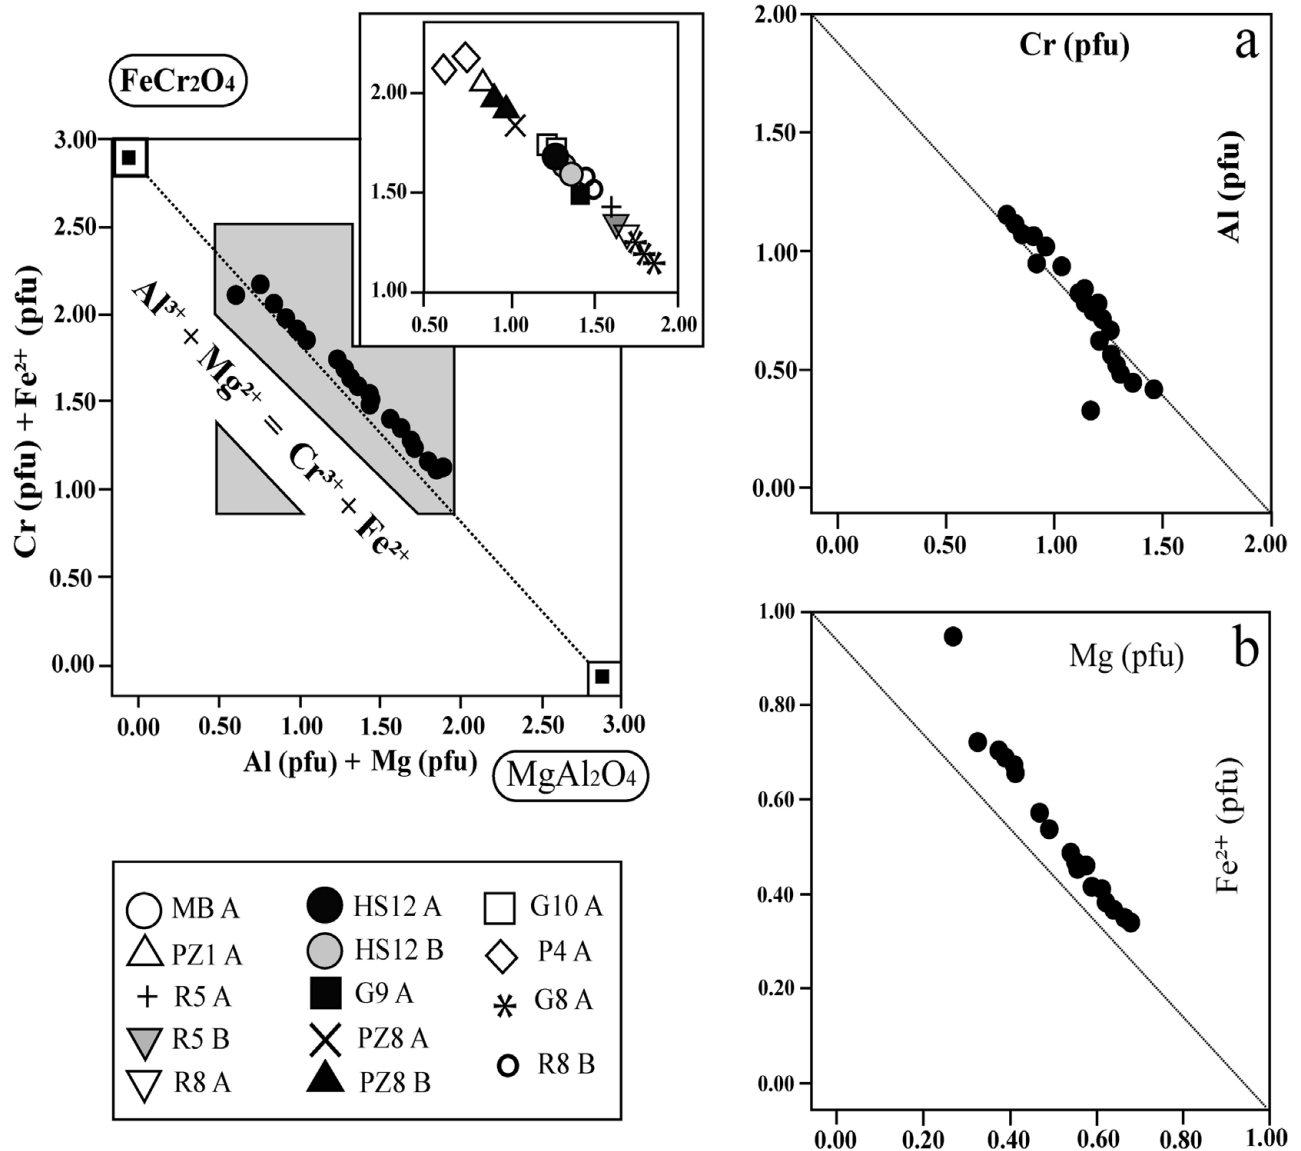 FeCr₂O₄
3.00
2.50
2.00
1.50
1.00
0.50
0.00
Cr (pfu) + Fe²⁺ (pfu)
Al³⁺ + Mg²⁺ = Cr³⁺ + Fe²⁺
0.00 0.50 1.00 1.50 2.00 2.50 3.00
Al (pfu) + Mg (pfu)
MgAl₂O₄
2.00
1.50
1.00
0.50 1.00 1.50 2.00
a
Cr (pfu)
Al (pfu)
2.00
1.50
1.00
0.50
0.00
0.00 0.50 1.00 1.50 2.00
b
Mg (pfu)
Fe²⁺ (pfu)
1.00
0.80
0.60
0.40
0.20
0.00
0.00 0.20 0.40 0.60 0.80 1.00
MB A
PZ1 A
R5 A
R5 B
R8 A
HS12 A
HS12 B
G9 A
PZ8 A
PZ8 B
G10 A
P4 A
G8 A
R8 B